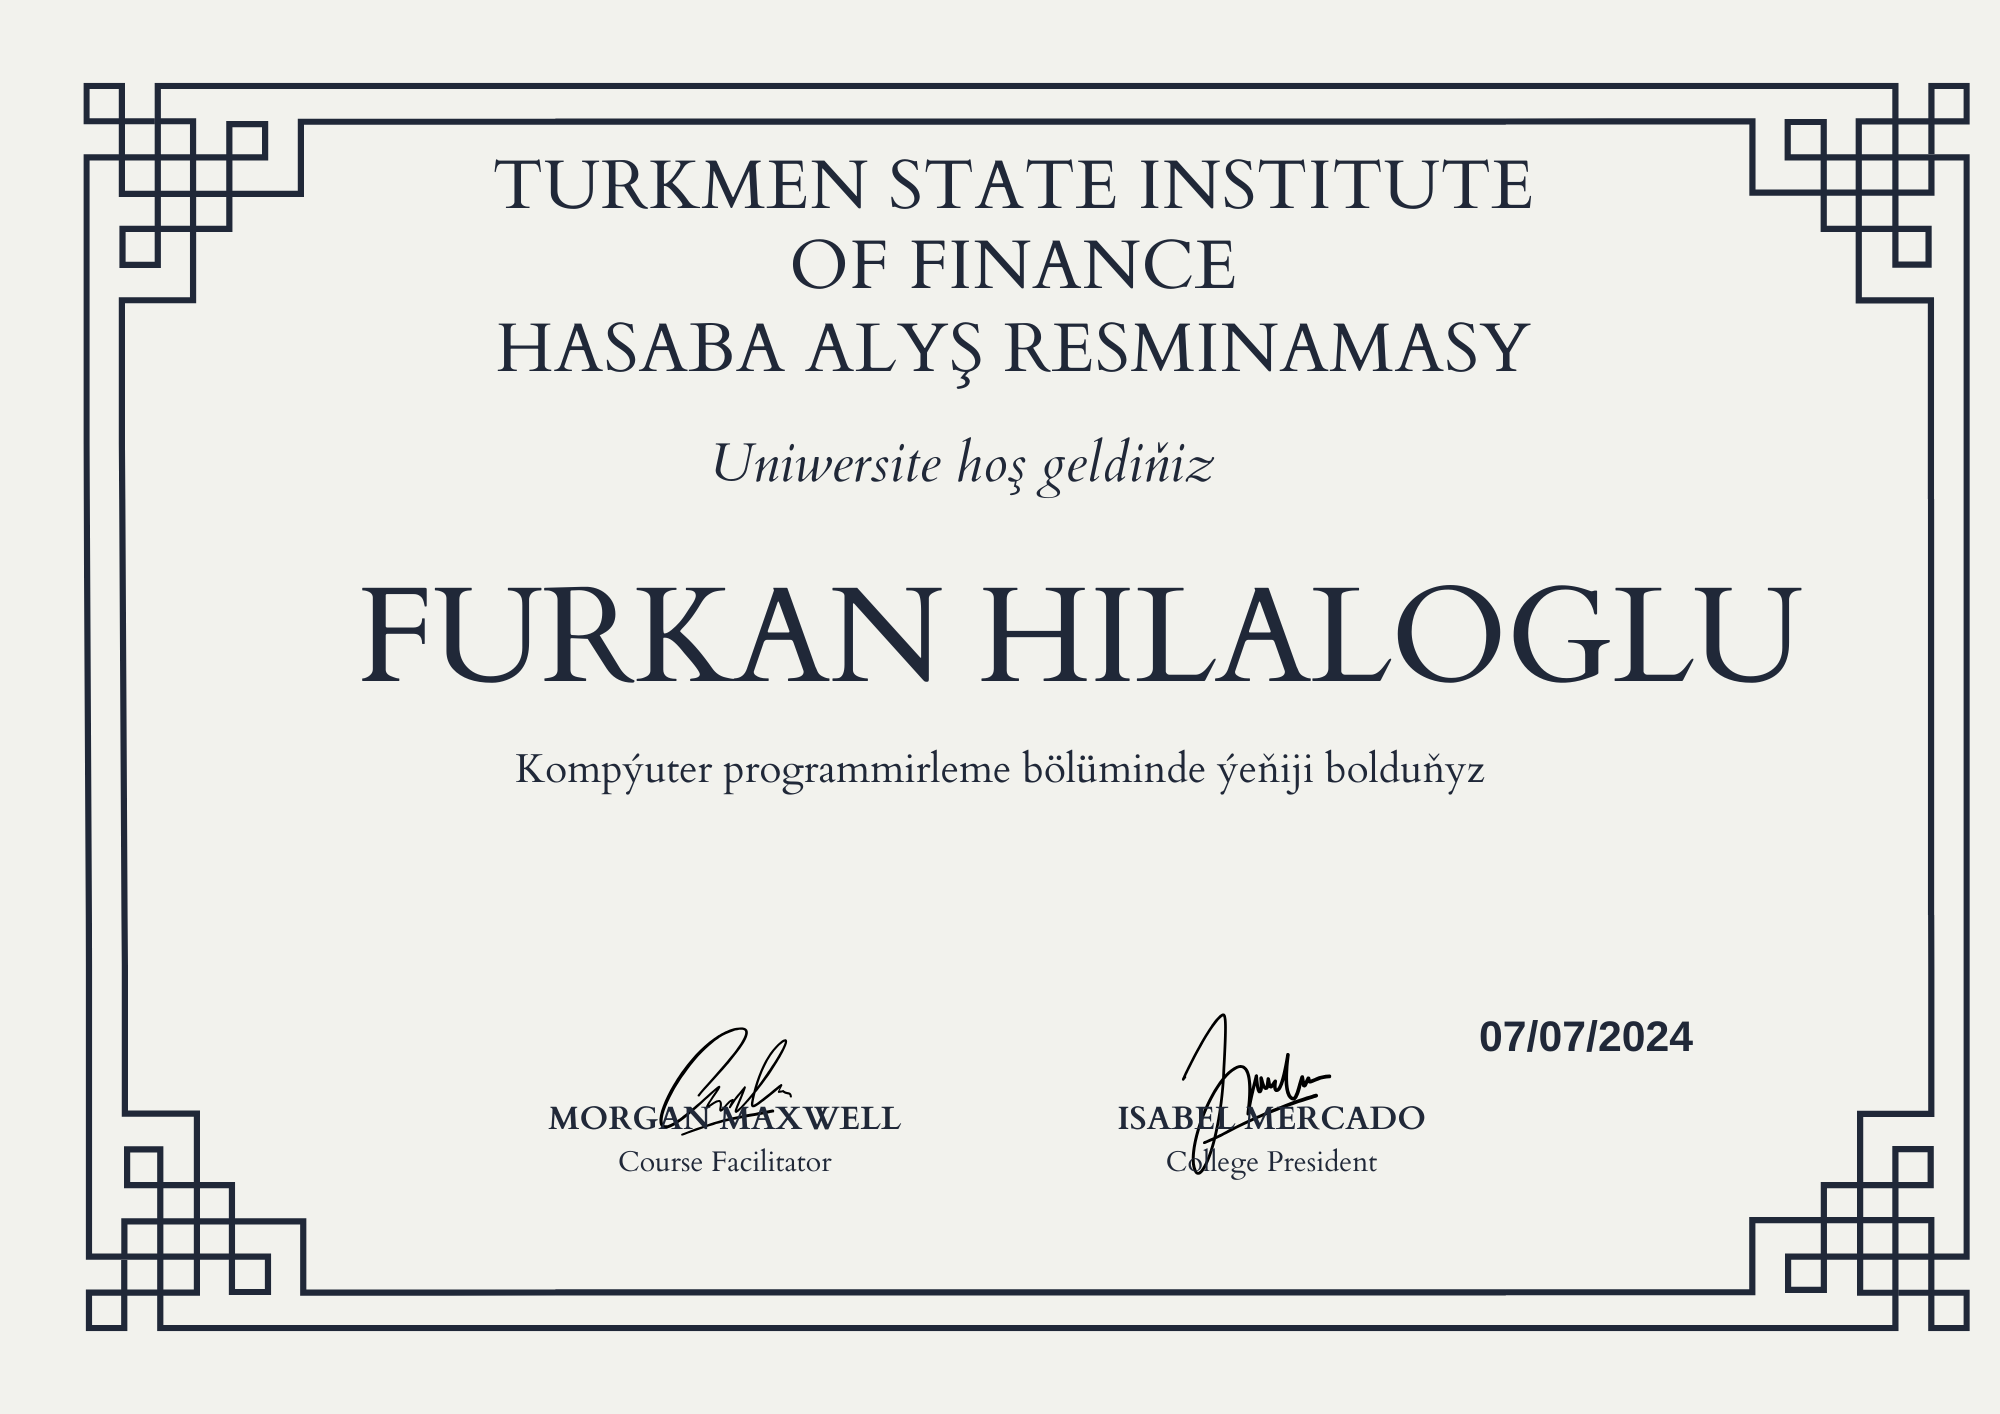 TURKMEN STATE INSTITUTE
OF FINANCE
HASABA ALYŞ RESMINAMASY
Uniwersite hoş geldiňiz
FURKAN HILALOGLU
Kompýuter programmirleme bölüminde ýeňiji bolduňyz
07/07/2024
MORGAN MAXWELL
Course Facilitator
ISABEL MERCADO
College President